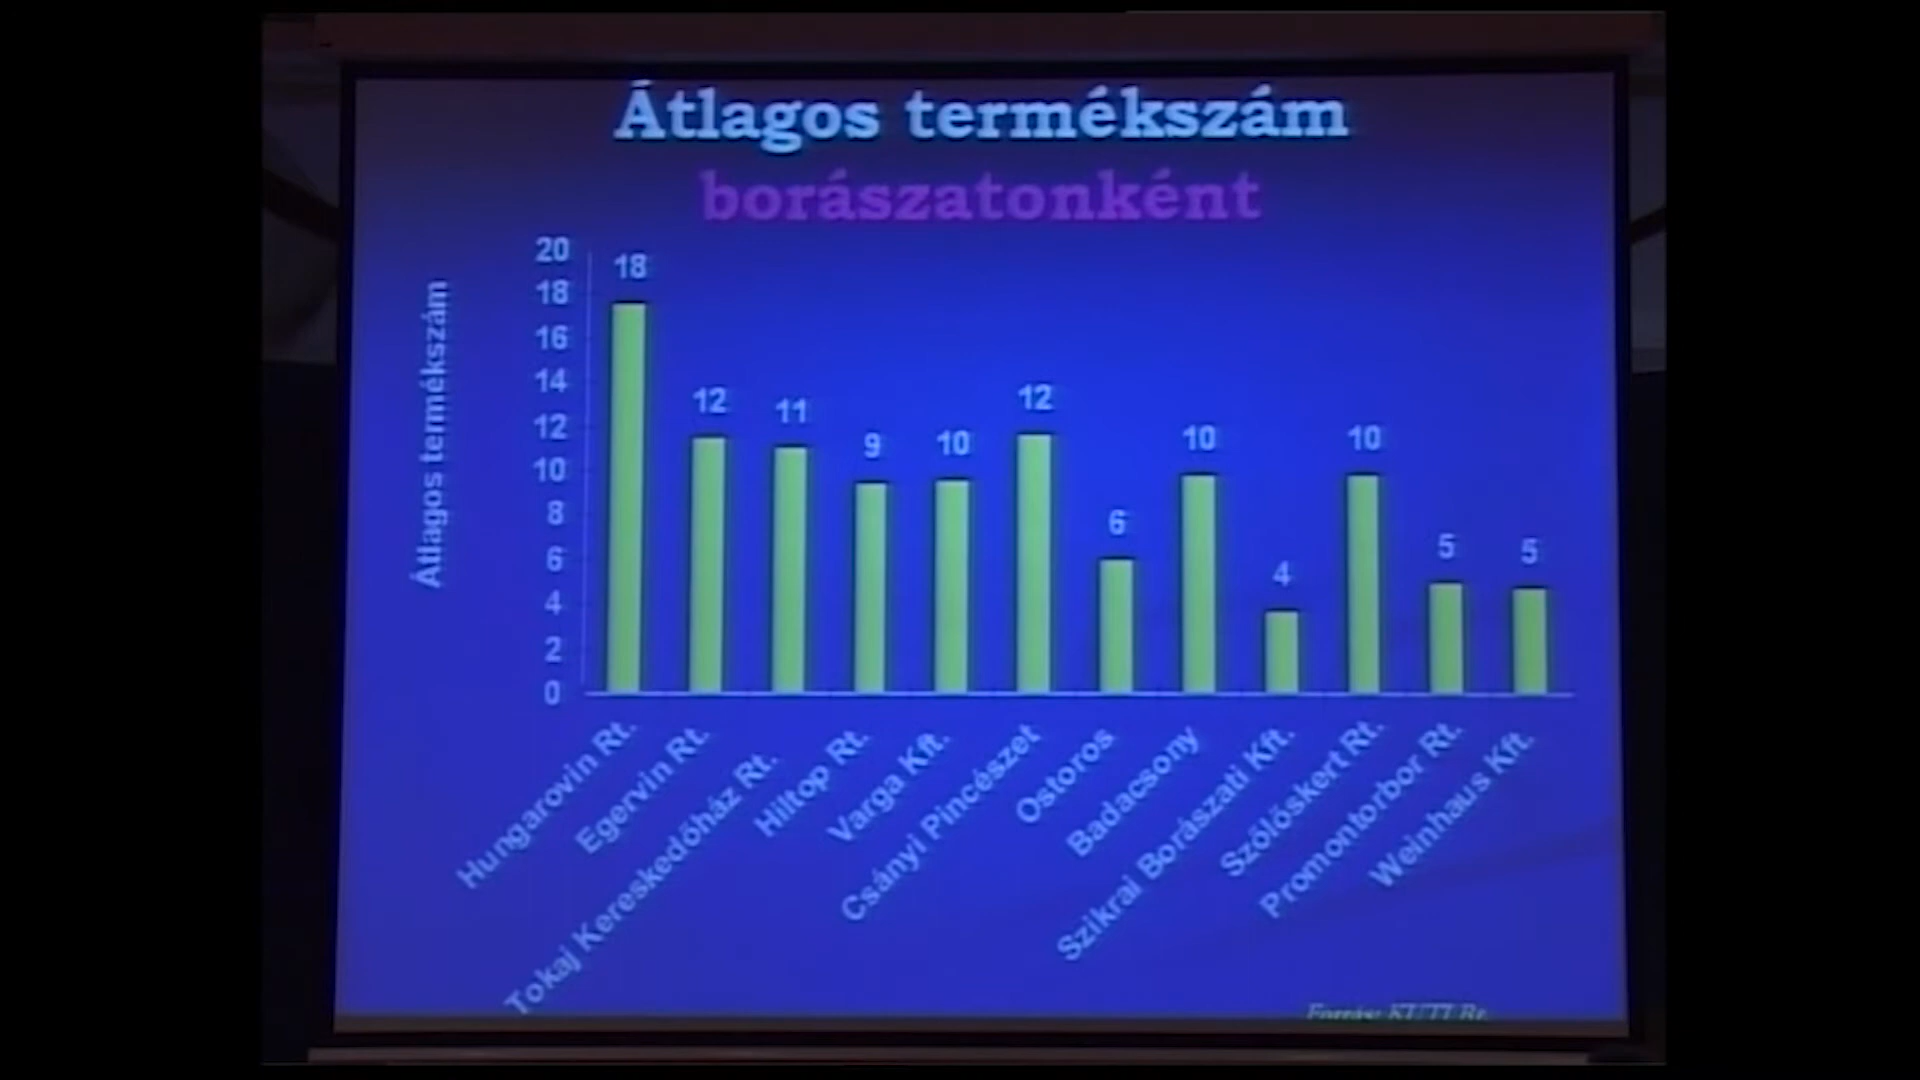 Átlagos termékszám
borászatonként
Átlagos termékszám
20
18
16
14
12
10
8
6
4
2
0
18
12
11
9
10
12
6
10
4
10
5
5
Hungarovin Rt.
Egervin Rt.
Tokaj Kereskedőház Rt.
Hiltop Rt.
Varga Kft.
Csányi Pincészet
Ostoros
Badacsony
Szikrai Borászati Kft.
Szőlőskert Rt.
Promontorbor Rt.
Weinhaus Kft.
Forrás: